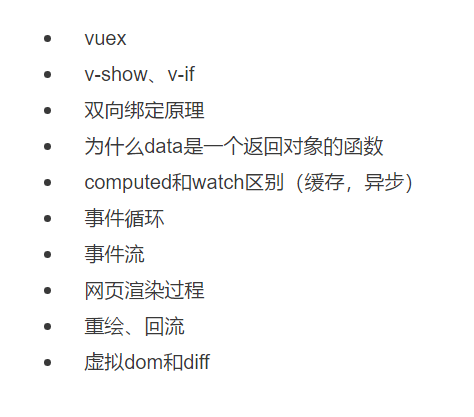 vuex
v-show、v-if
双向绑定原理
为什么data是一个返回对象的函数
computed和watch区别（缓存，异步）
事件循环
事件流
网页渲染过程
重绘、回流
虚拟dom和diff